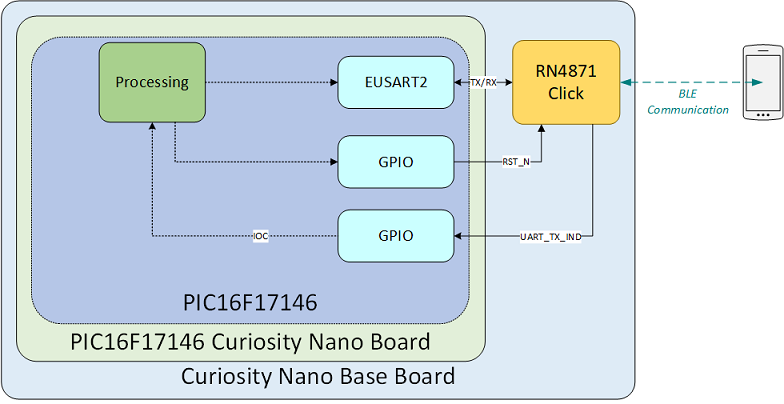 Processing
EUSART2
TX/RX
RN4871
Click
BLE
Communication
GPIO
RST_N
GPIO
IOC
UART_TX_IND
PIC16F17146
PIC16F17146 Curiosity Nano Board
Curiosity Nano Base Board